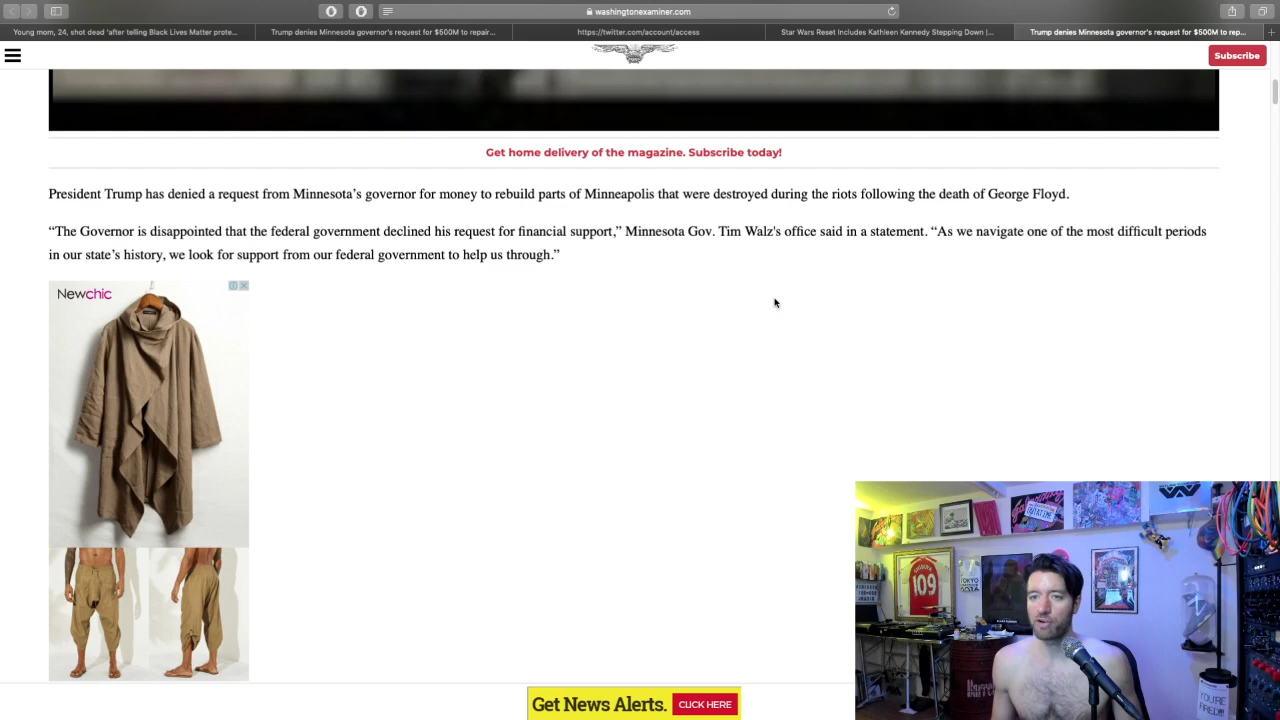 washingtonexaminer.com
Young mom, 24, shot dead 'after telling Black Lives Matter prote...
Trump denies Minnesota governor's request for $500M to repair...
https://twitter.com/account/access
Star Wars Reset Includes Kathleen Kennedy Stepping Down |...
Trump denies Minnesota governor's request for $500M to rep...
Subscribe
Get home delivery of the magazine. Subscribe today!
President Trump has denied a request from Minnesota’s governor for money to rebuild parts of Minneapolis that were destroyed during the riots following the death of George Floyd.
“The Governor is disappointed that the federal government declined his request for financial support,” Minnesota Gov. Tim Walz's office said in a statement. “As we navigate one of the most difficult periods
in our state’s history, we look for support from our federal government to help us through.”
Newchic
OUTATIME
109
TOKYO
YOU'RE
FIRED!!!
Get News Alerts.
CLICK HERE